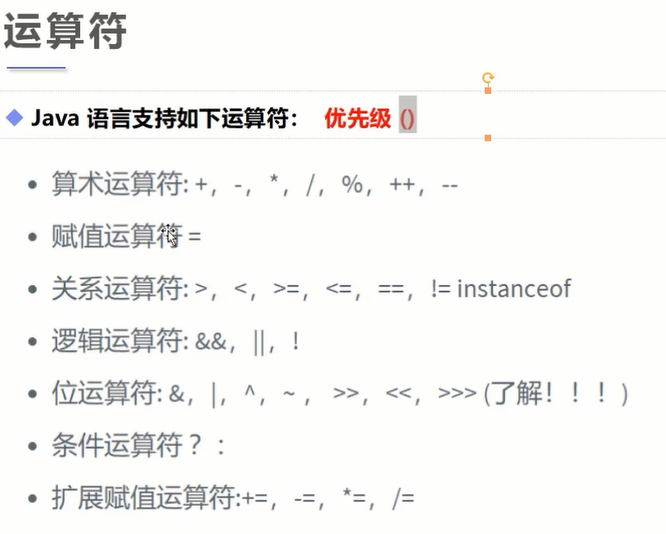 运算符
Java 语言支持如下运算符： 优先级 ()
算术运算符: +，-，*，/，%，++，--
赋值运算符 =
关系运算符: >，<，>=，<=，==，!= instanceof
逻辑运算符: &&，||，!
位运算符: &，|，^，~ ， >>，<<，>>> (了解！！！)
条件运算符？：
扩展赋值运算符:+=，-=，*=，/=